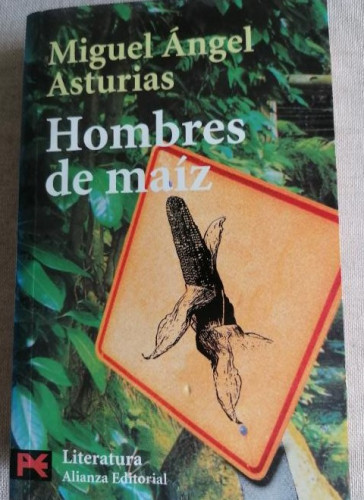 Miguel Ángel
Asturias
Hombres
de maíz
Literatura
Alianza Editorial